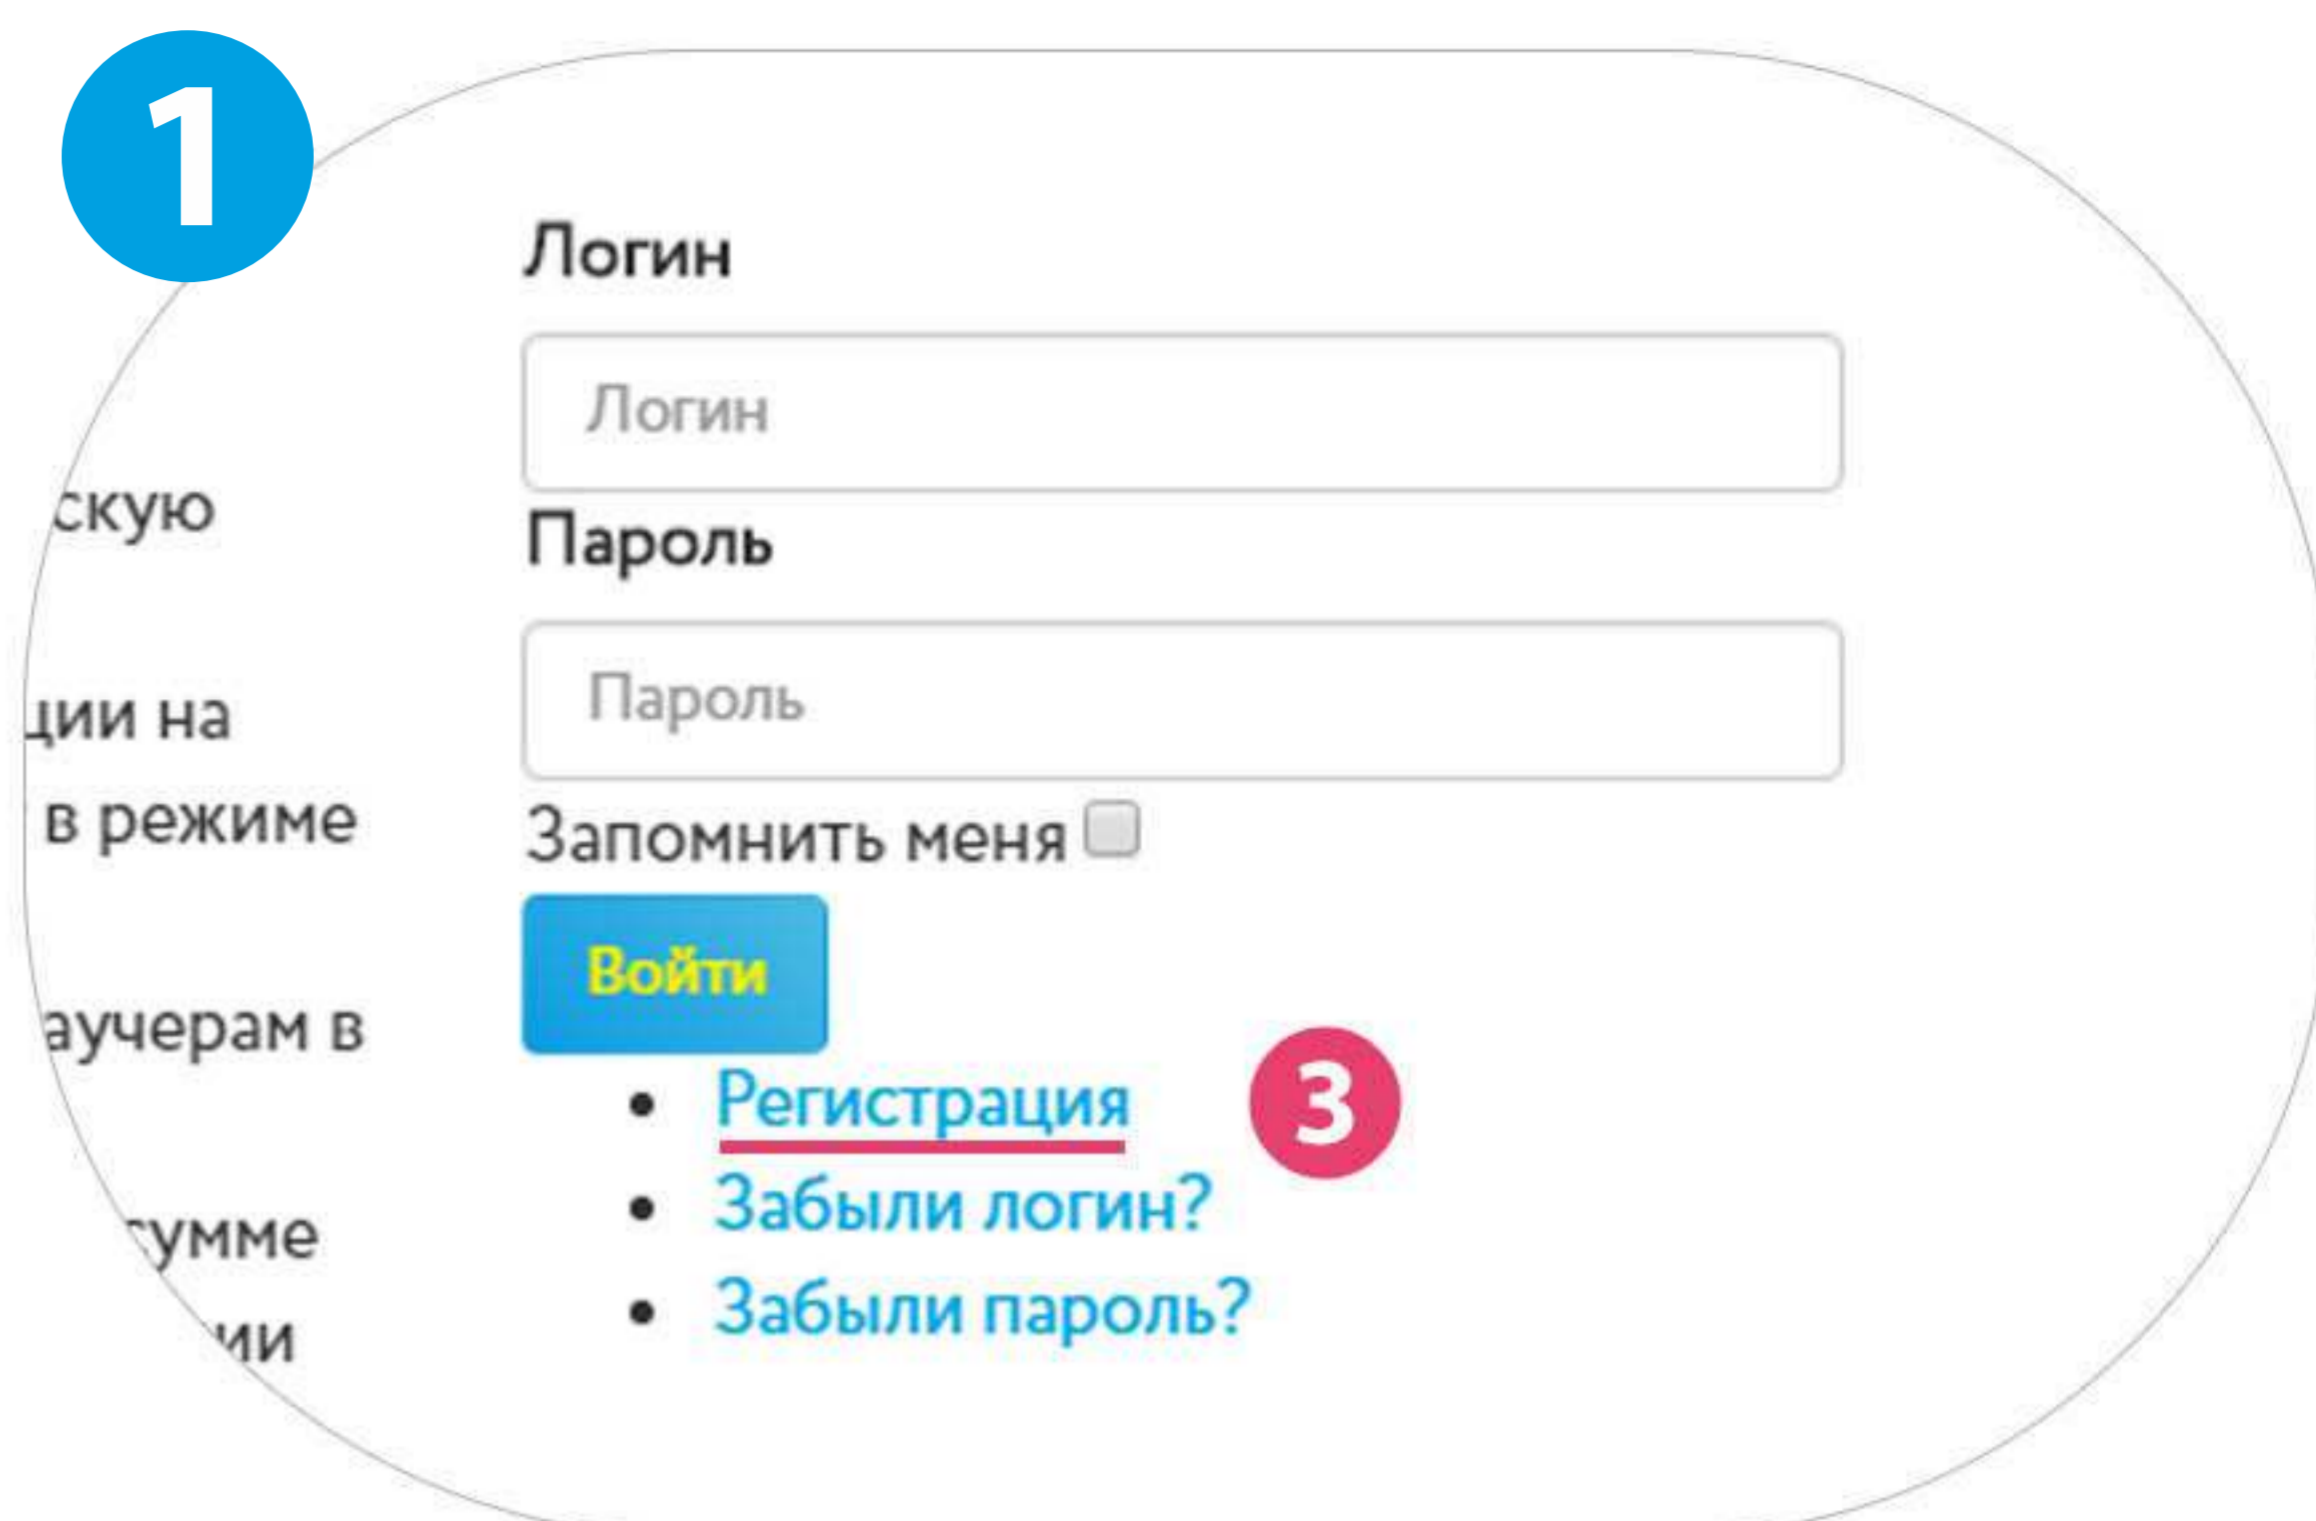 1
Логин
Логин
скую
Пароль
ции на
Пароль
в режиме
Запомнить меня
Войти
аучерам в
Регистрация
3
Забыли логин?
умме
Забыли пароль?
ии